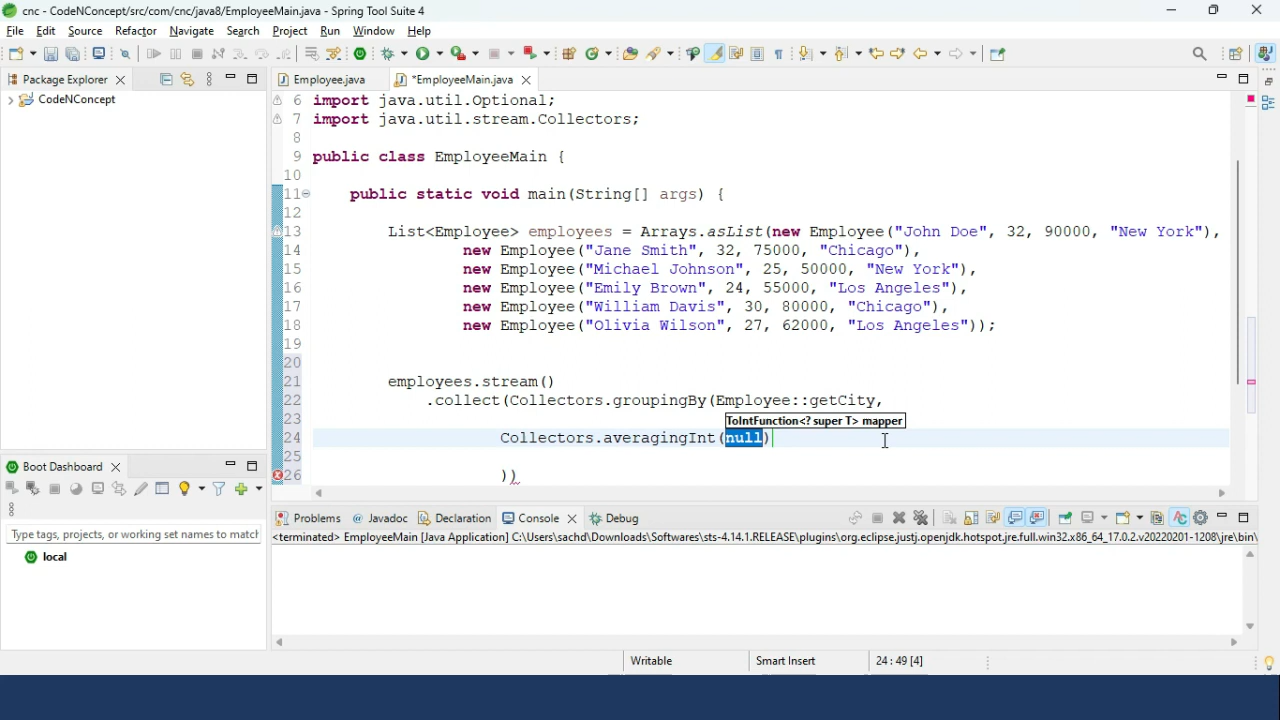 cnc - CodeNConcept/src/com/cnc/java8/EmployeeMain.java - Spring Tool Suite 4
File Edit Source Refactor Navigate Search Project Run Window Help
Package Explorer
CodeNConcept
Employee.java
*EmployeeMain.java
6 import java.util.Optional;
7 import java.util.stream.Collectors;
8
9 public class EmployeeMain {
10
11 public static void main(String[] args) {
12
13 List<Employee> employees = Arrays.asList(new Employee("John Doe", 32, 90000, "New York"),
14 new Employee("Jane Smith", 32, 75000, "Chicago"),
15 new Employee("Michael Johnson", 25, 50000, "New York"),
16 new Employee("Emily Brown", 24, 55000, "Los Angeles"),
17 new Employee("William Davis", 30, 80000, "Chicago"),
18 new Employee("Olivia Wilson", 27, 62000, "Los Angeles"));
19
20
21 employees.stream()
22 .collect(Collectors.groupingBy(Employee::getCity,
23 ToIntFunction<? super T> mapper
24 Collectors.averagingInt(null)
25
26 ))
Boot Dashboard
Type tags, projects, or working set names to match
local
Problems Javadoc Declaration Console Debug
<terminated> EmployeeMain [Java Application] C:\Users\sachd\Downloads\Softwares\sts-4.14.1.RELEASE\plugins\org.eclipse.justj.openjdk.hotspot.jre.full.win32.x86_64_17.0.2.v20220201-1208\jre\bin\
Writable Smart Insert 24 : 49 [4]